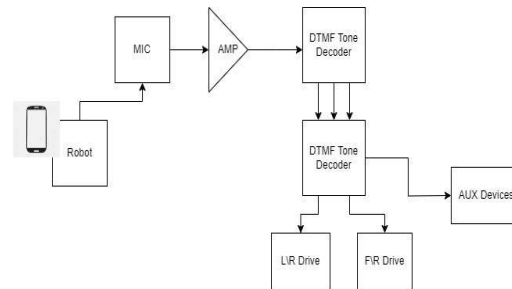 MIC
AMP
DTMF Tone
Decoder
Robot
DTMF Tone
Decoder
AUX Devices
L\R Drive
F\R Drive